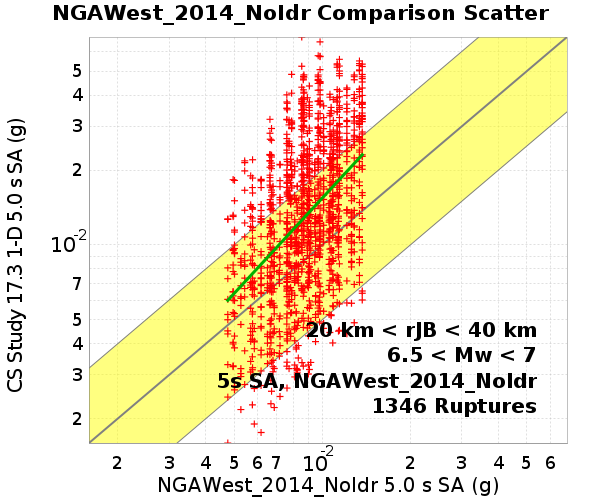 NGAWest_2014_NoIdr Comparison Scatter
CS Study 17.3 1-D 5.0 s SA (g)
5
4
3
2
10-2
7
5
4
3
2
20 km < rJB < 40 km
6.5 < Mw < 7
5s SA, NGAWest_2014_NoIdr
1346 Ruptures
2 3 4 5 6 7 10-2 2 3 4 5 6
NGAWest_2014_NoIdr 5.0 s SA (g)